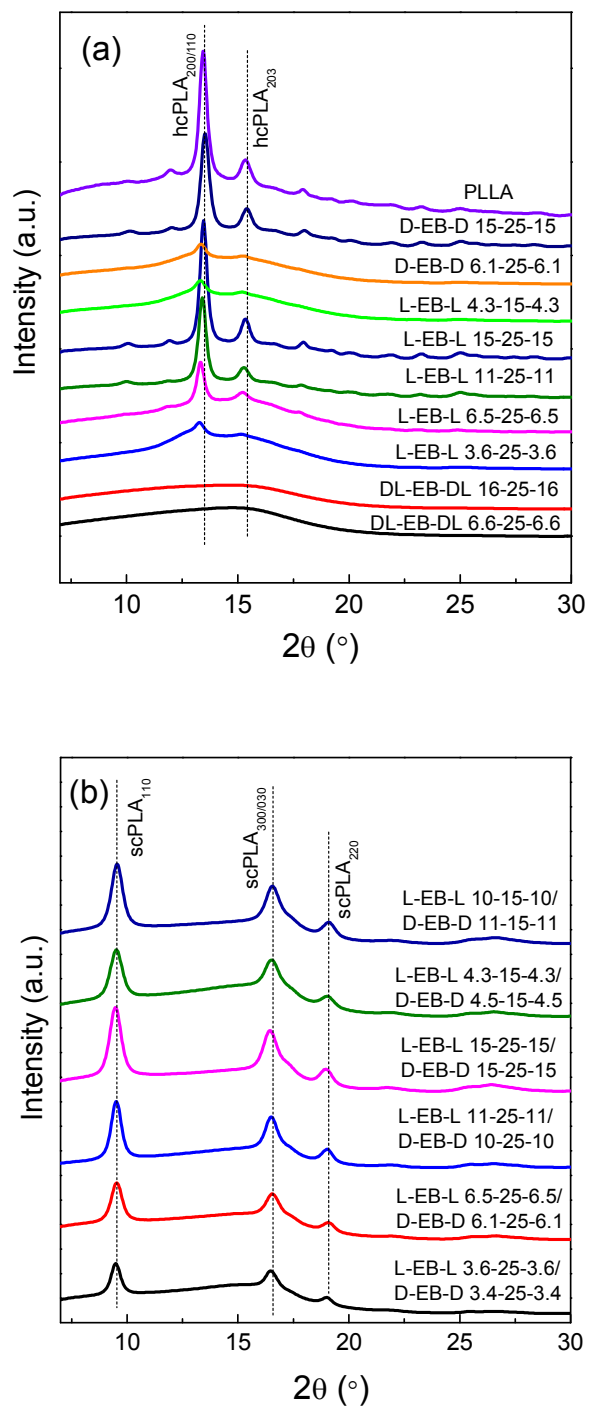 (a)
hcPLA200/110
hcPLA203
PLLA
D-EB-D 15-25-15
D-EB-D 6.1-25-6.1
L-EB-L 4.3-15-4.3
L-EB-L 15-25-15
L-EB-L 11-25-11
L-EB-L 6.5-25-6.5
L-EB-L 3.6-25-3.6
DL-EB-DL 16-25-16
DL-EB-DL 6.6-25-6.6
Intensity (a.u.)
10 15 20 25 30
2θ (°)
(b)
scPLA110
scPLA300/030
scPLA220
L-EB-L 10-15-10/
D-EB-D 11-15-11
L-EB-L 4.3-15-4.3/
D-EB-D 4.5-15-4.5
L-EB-L 15-25-15/
D-EB-D 15-25-15
L-EB-L 11-25-11/
D-EB-D 10-25-10
L-EB-L 6.5-25-6.5/
D-EB-D 6.1-25-6.1
L-EB-L 3.6-25-3.6/
D-EB-D 3.4-25-3.4
Intensity (a.u.)
10 15 20 25 30
2θ (°)